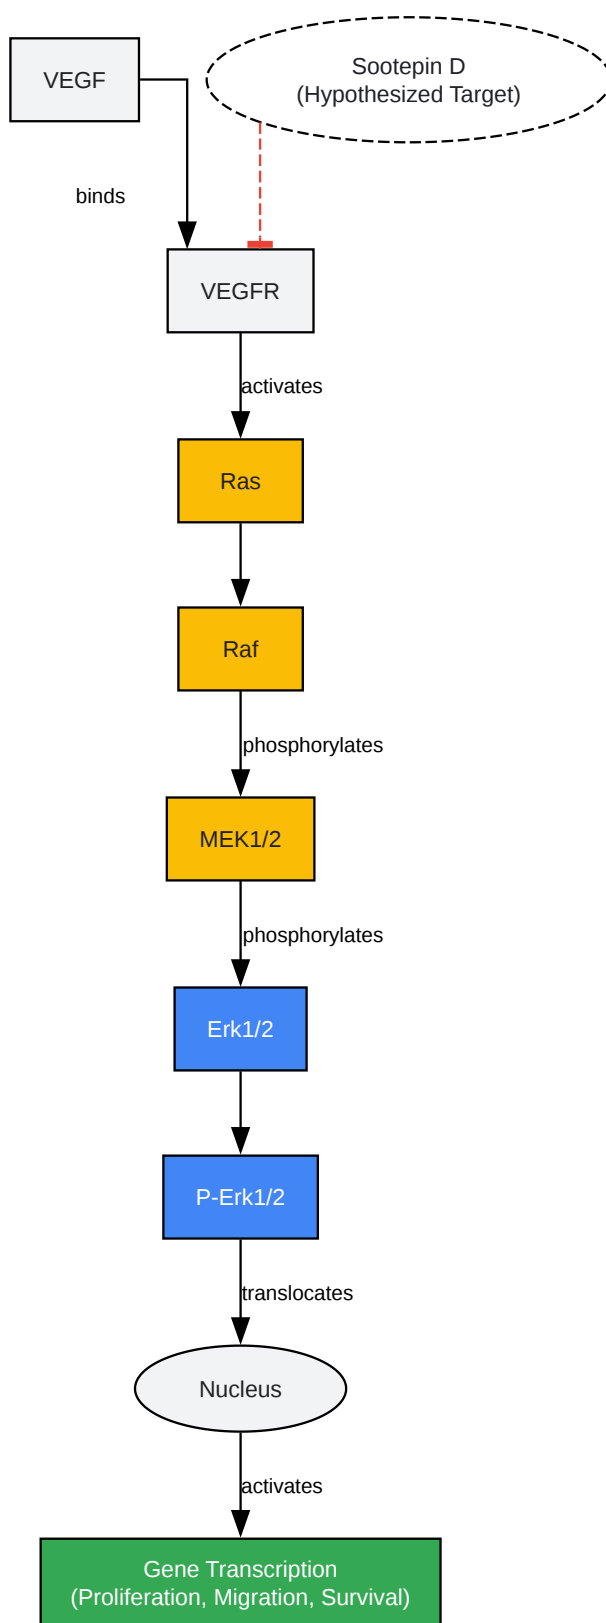 VEGF
Sootepin D
(Hypothesized Target)
binds
VEGFR
activates
Ras
Raf
phosphorylates
MEK1/2
phosphorylates
Erk1/2
P-Erk1/2
translocates
Nucleus
activates
Gene Transcription
(Proliferation, Migration, Survival)